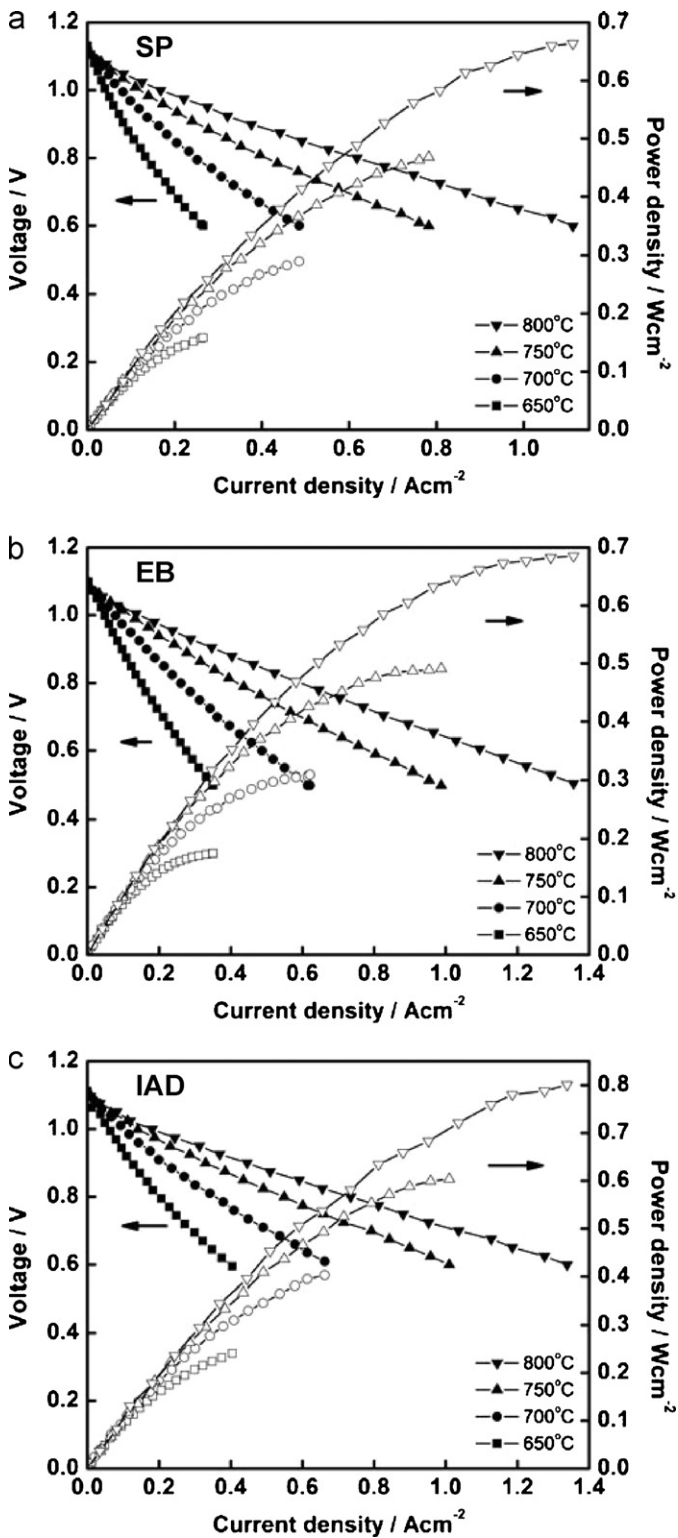 a
SP
1.2
1.0
0.8
0.6
0.4
0.2
0.0
Voltage / V
0.7
0.6
0.5
0.4
0.3
0.2
0.1
0.0
Power density / Wcm⁻²
800°C
750°C
700°C
650°C
0.0 0.2 0.4 0.6 0.8 1.0
Current density / Acm⁻²
b
EB
1.2
1.0
0.8
0.6
0.4
0.2
0.0
Voltage / V
0.7
0.6
0.5
0.4
0.3
0.2
0.1
0.0
Power density / Wcm⁻²
800°C
750°C
700°C
650°C
0.0 0.2 0.4 0.6 0.8 1.0 1.2 1.4
Current density / Acm⁻²
c
IAD
1.2
1.0
0.8
0.6
0.4
0.2
0.0
Voltage / V
0.8
0.7
0.6
0.5
0.4
0.3
0.2
0.1
0.0
Power density / Wcm⁻²
800°C
750°C
700°C
650°C
0.0 0.2 0.4 0.6 0.8 1.0 1.2 1.4
Current density / Acm⁻²